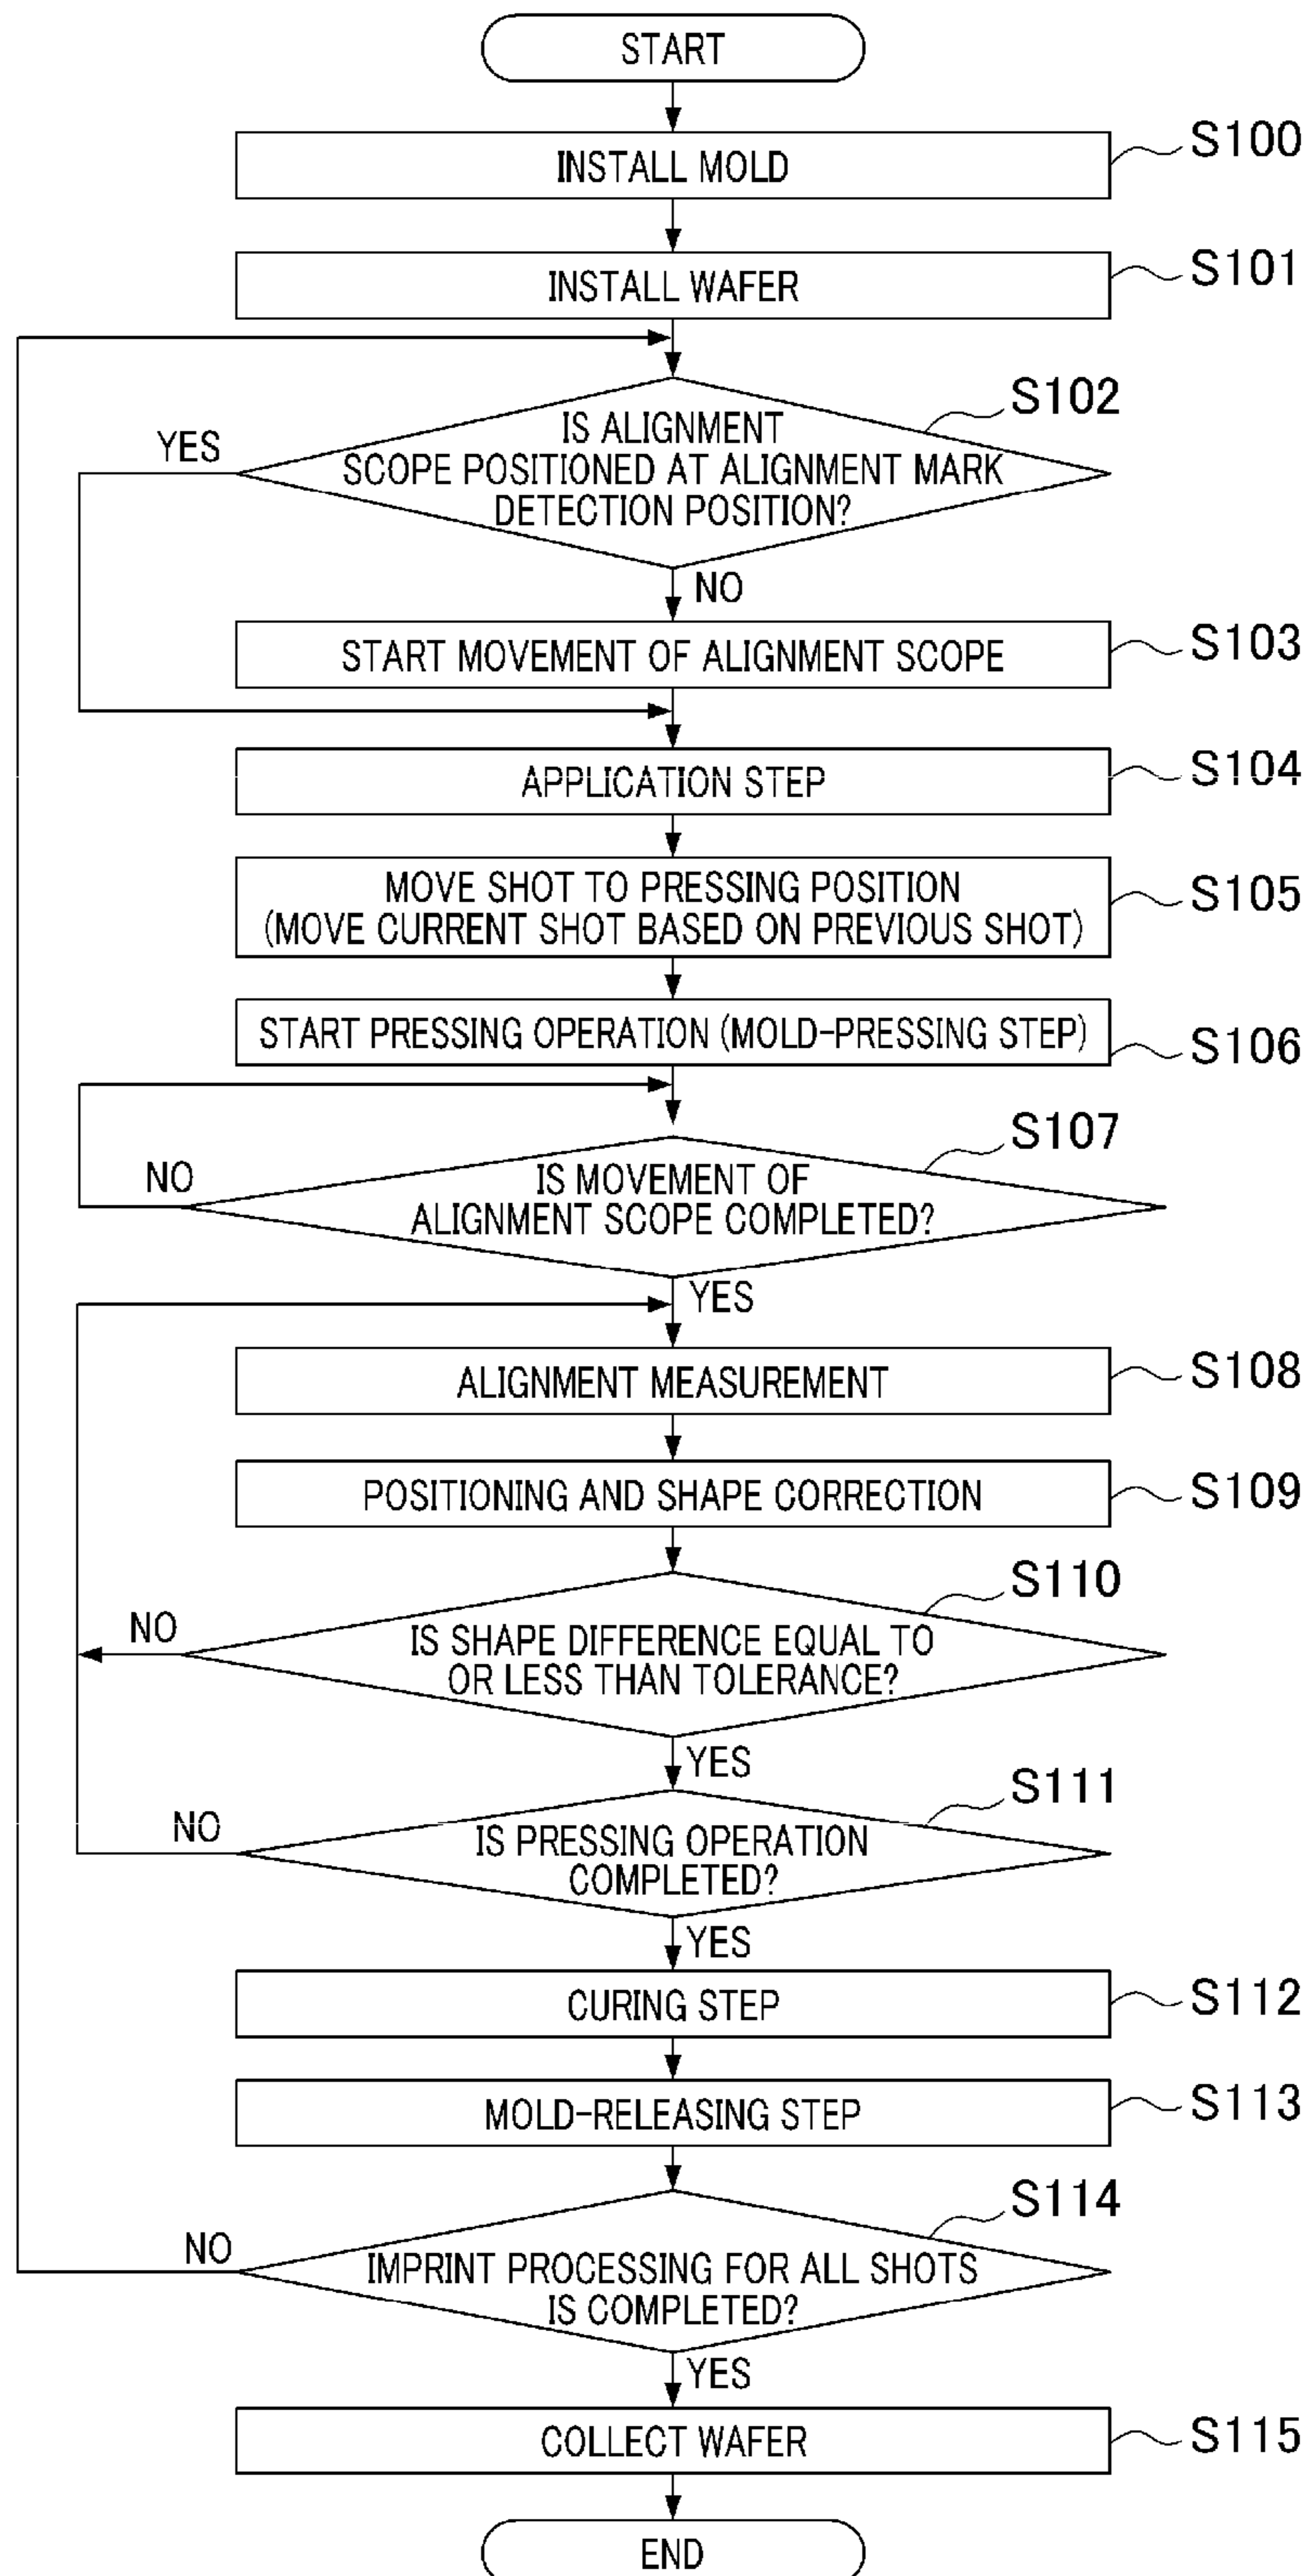 START
INSTALL MOLD
S100
INSTALL WAFER
S101
IS ALIGNMENT
SCOPE POSITIONED AT ALIGNMENT MARK
DETECTION POSITION?
S102
YES
NO
START MOVEMENT OF ALIGNMENT SCOPE
S103
APPLICATION STEP
S104
MOVE SHOT TO PRESSING POSITION
(MOVE CURRENT SHOT BASED ON PREVIOUS SHOT)
S105
START PRESSING OPERATION (MOLD-PRESSING STEP)
S106
IS MOVEMENT OF
ALIGNMENT SCOPE COMPLETED?
S107
NO
YES
ALIGNMENT MEASUREMENT
S108
POSITIONING AND SHAPE CORRECTION
S109
IS SHAPE DIFFERENCE EQUAL TO
OR LESS THAN TOLERANCE?
S110
NO
YES
IS PRESSING OPERATION
COMPLETED?
S111
NO
YES
CURING STEP
S112
MOLD-RELEASING STEP
S113
IMPRINT PROCESSING FOR ALL SHOTS
IS COMPLETED?
S114
NO
YES
COLLECT WAFER
S115
END